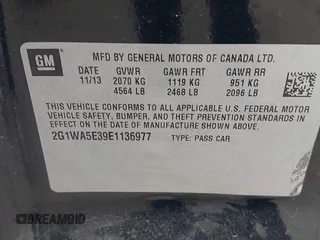 GM
MFD BY GENERAL MOTORS OF CANADA LTD.
DATE GVWR GAWR FRT GAWR RR
11/13 2070 KG 1119 KG 951 KG
4564 LB 2468 LB 2096 LB
THIS VEHICLE CONFORMS TO ALL APPLICABLE U.S. FEDERAL MOTOR
VEHICLE SAFETY, BUMPER, AND THEFT PREVENTION STANDARDS IN
EFFECT ON THE DATE OF MANUFACTURE SHOWN ABOVE.
2G1WA5E39E1136977 TYPE: PASS CAR
DREAMBID